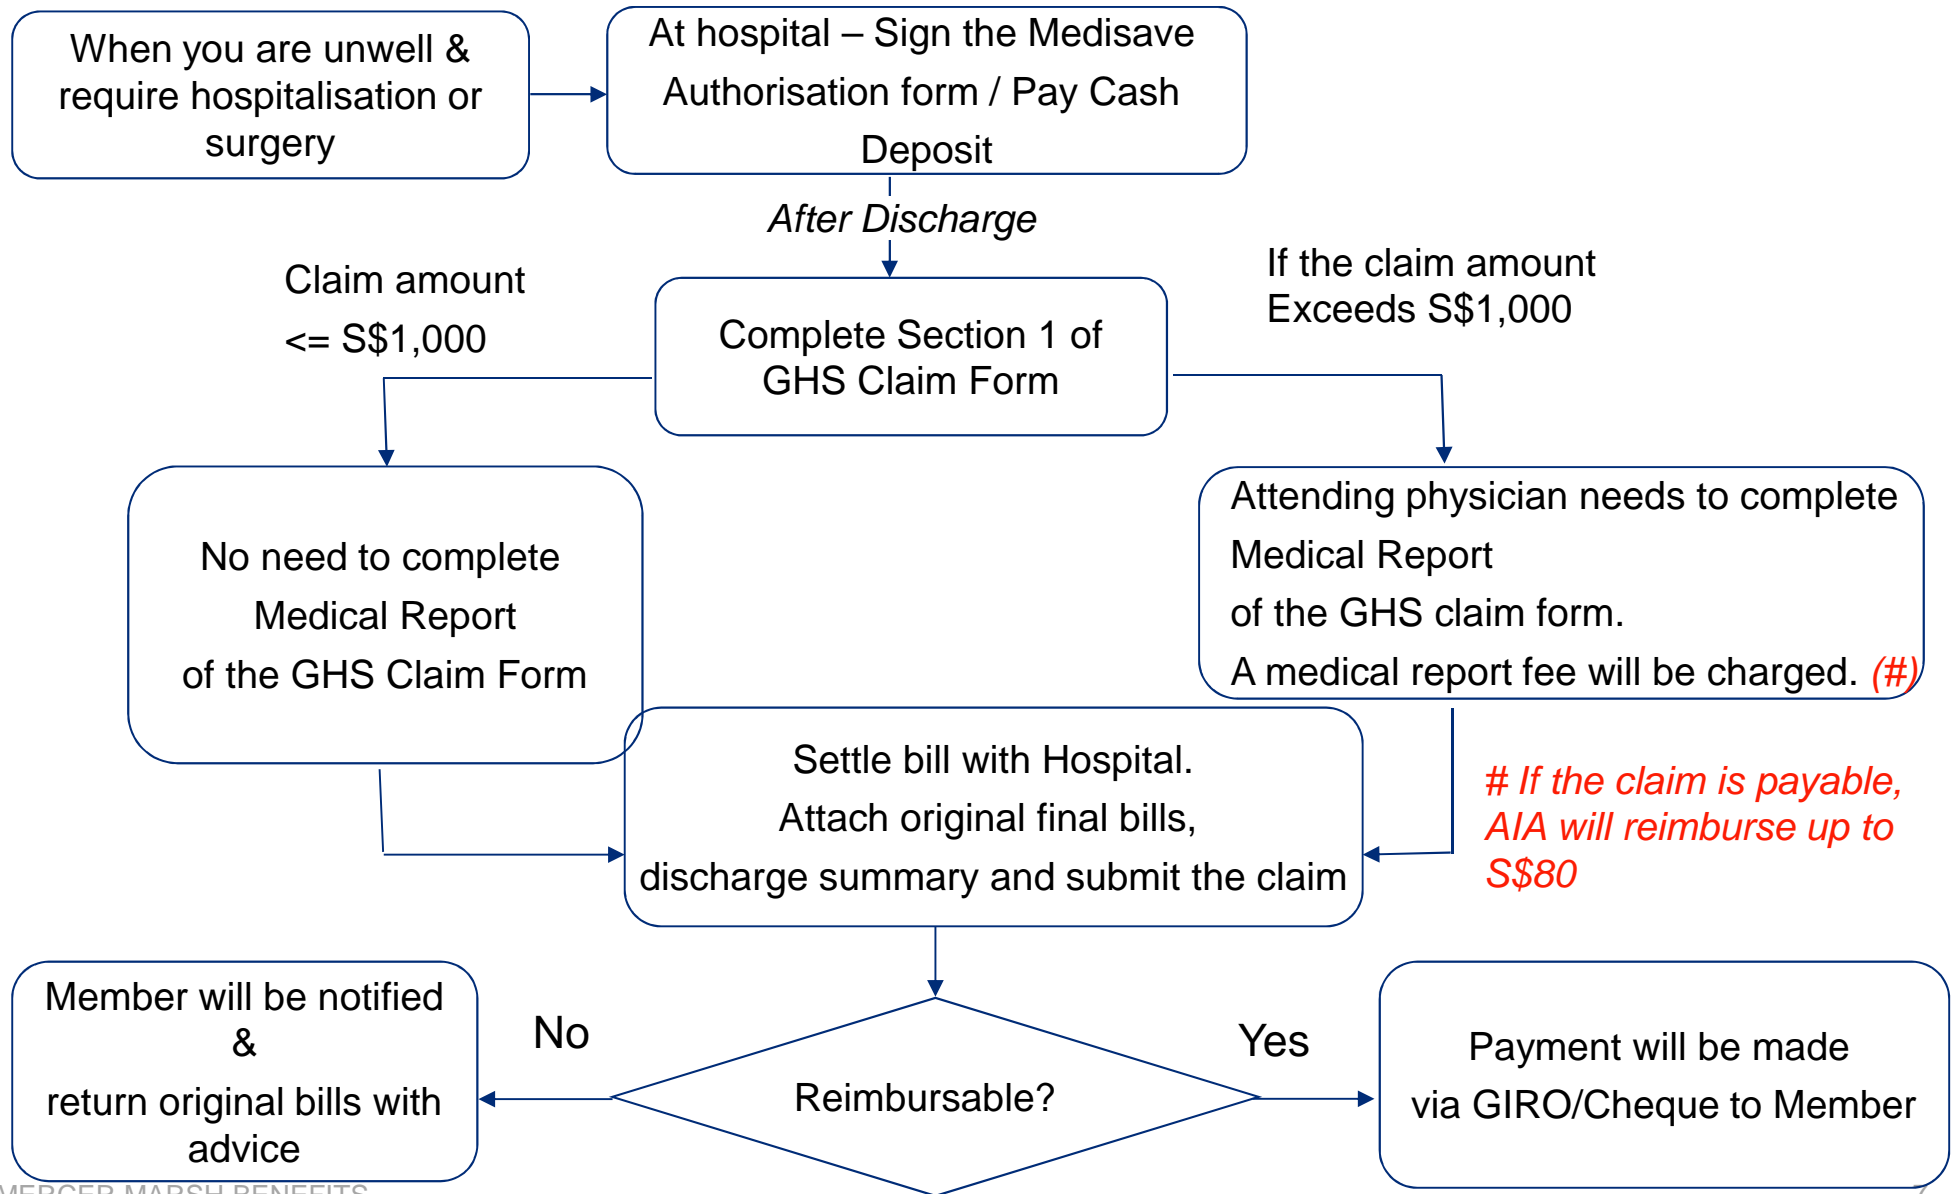 When you are unwell &
require hospitalisation or
surgery
At hospital – Sign the Medisave
Authorisation form / Pay Cash
Deposit
After Discharge
Claim amount
<= S$1,000
If the claim amount
Exceeds S$1,000
Complete Section 1 of
GHS Claim Form
No need to complete
Medical Report
of the GHS Claim Form
Attending physician needs to complete
Medical Report
of the GHS claim form.
A medical report fee will be charged. (#)
Settle bill with Hospital.
Attach original final bills,
discharge summary and submit the claim
# If the claim is payable,
AIA will reimburse up to
S$80
Member will be notified
&
return original bills with
advice
No
Reimbursable?
Yes
Payment will be made
via GIRO/Cheque to Member
MERCER MARSH BENEFITS
7